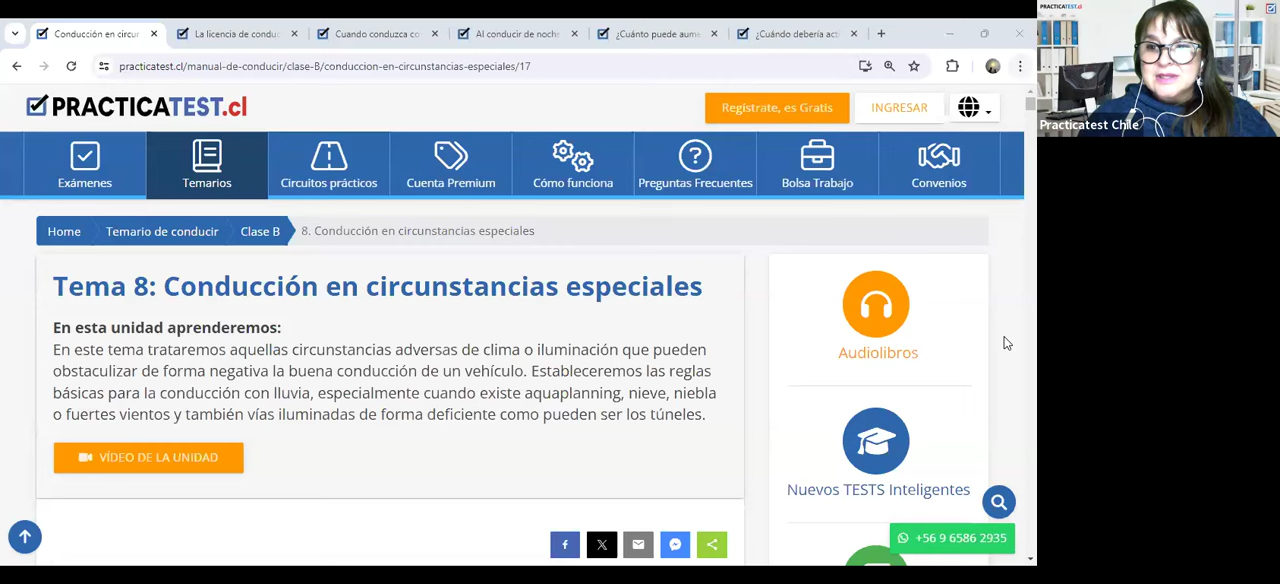 Conducción en circur
La licencia de conduc
Cuando conduzca co
Al conducir de noche
¿Cuánto puede aume
¿Cuándo debería act
practicatest.cl/manual-de-conducir/clase-B/conduccion-en-circunstancias-especiales/17
PRACTICATEST.cl
Regístrate, es Gratis
INGRESAR
Exámenes
Temarios
Circuitos prácticos
Cuenta Premium
Cómo funciona
Preguntas Frecuentes
Bolsa Trabajo
Convenios
Home
Temario de conducir
Clase B
8. Conducción en circunstancias especiales
Tema 8: Conducción en circunstancias especiales
En esta unidad aprenderemos:
En este tema trataremos aquellas circunstancias adversas de clima o iluminación que pueden
obstaculizar de forma negativa la buena conducción de un vehículo. Estableceremos las reglas
básicas para la conducción con lluvia, especialmente cuando existe aquaplanning, nieve, niebla
o fuertes vientos y también vías iluminadas de forma deficiente como pueden ser los túneles.
VÍDEO DE LA UNIDAD
Audiolibros
Nuevos TESTS Inteligentes
+56 9 6586 2935
PRACTICATEST.cl
Practicatest Chile